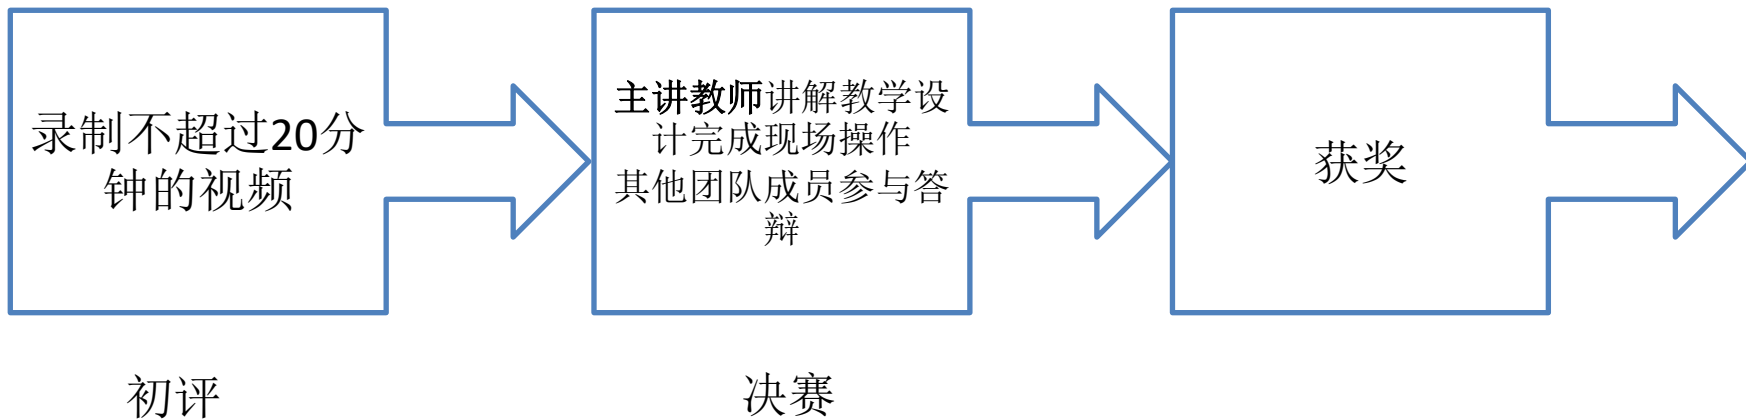 录制不超过20分
钟的视频
主讲教师讲解教学设
计完成现场操作
其他团队成员参与答
辩
获奖
初评
决赛